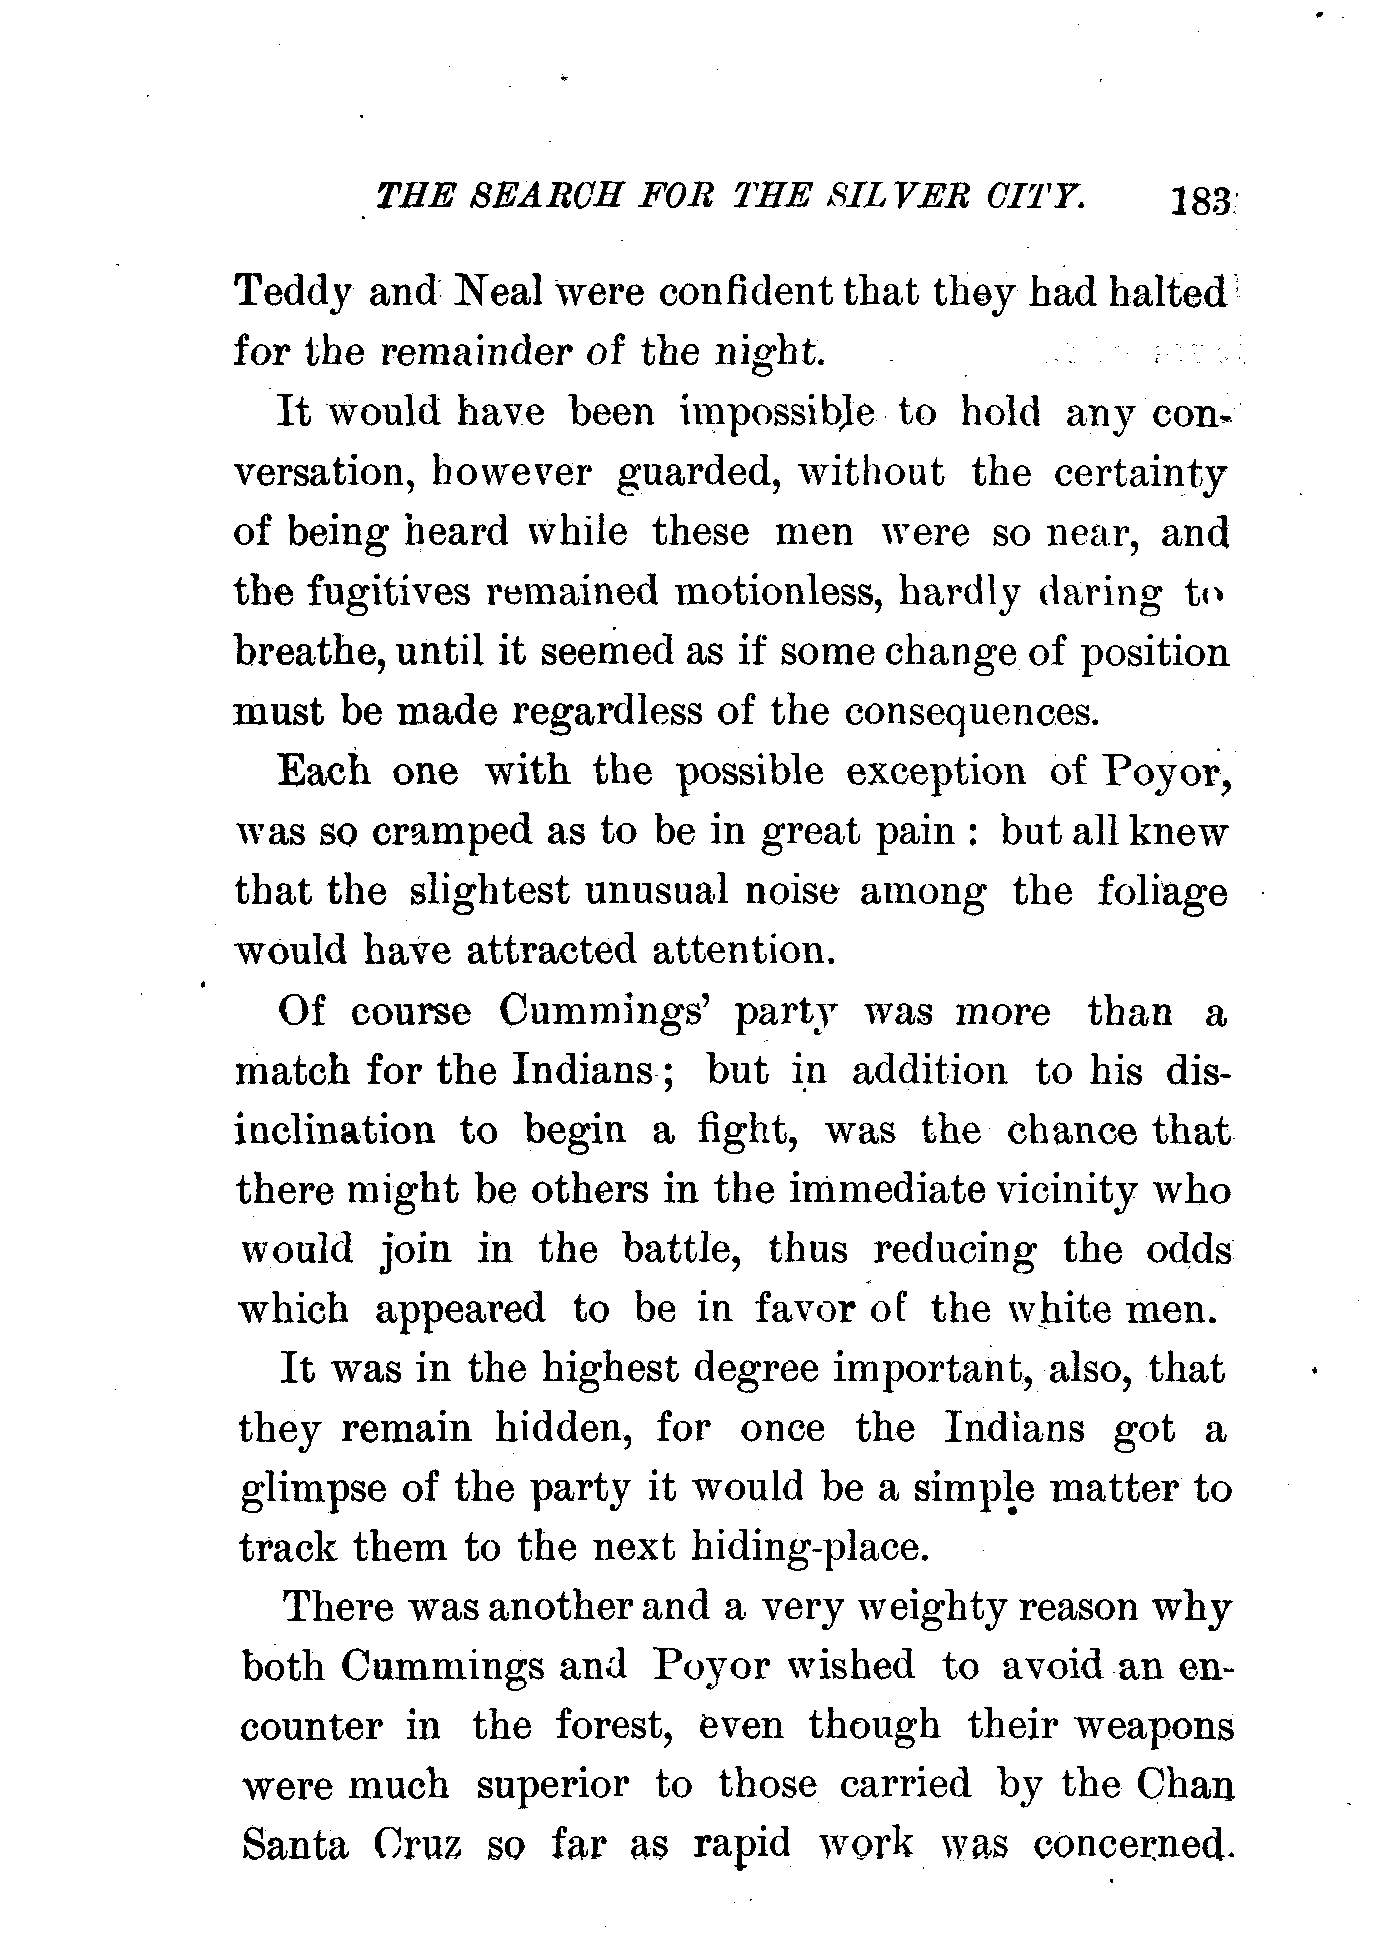 THE SEARCH FOR THE SILVER CITY. 183
Teddy and Neal were confident that they had halted
for the remainder of the night.
It would have been impossible to hold any con-
versation, however guarded, without the certainty
of being heard while these men were so near, and
the fugitives remained motionless, hardly daring to
breathe, until it seemed as if some change of position
must be made regardless of the consequences.
Each one with the possible exception of Poyor,
was so cramped as to be in great pain : but all knew
that the slightest unusual noise among the foliage
would have attracted attention.
Of course Cummings' party was more than a
match for the Indians ; but in addition to his dis-
inclination to begin a fight, was the chance that
there might be others in the immediate vicinity who
would join in the battle, thus reducing the odds
which appeared to be in favor of the white men.
It was in the highest degree important, also, that
they remain hidden, for once the Indians got a
glimpse of the party it would be a simple matter to
track them to the next hiding-place.
There was another and a very weighty reason why
both Cummings and Poyor wished to avoid an en-
counter in the forest, even though their weapons
were much superior to those carried by the Chan
Santa Cruz so far as rapid work was concerned.